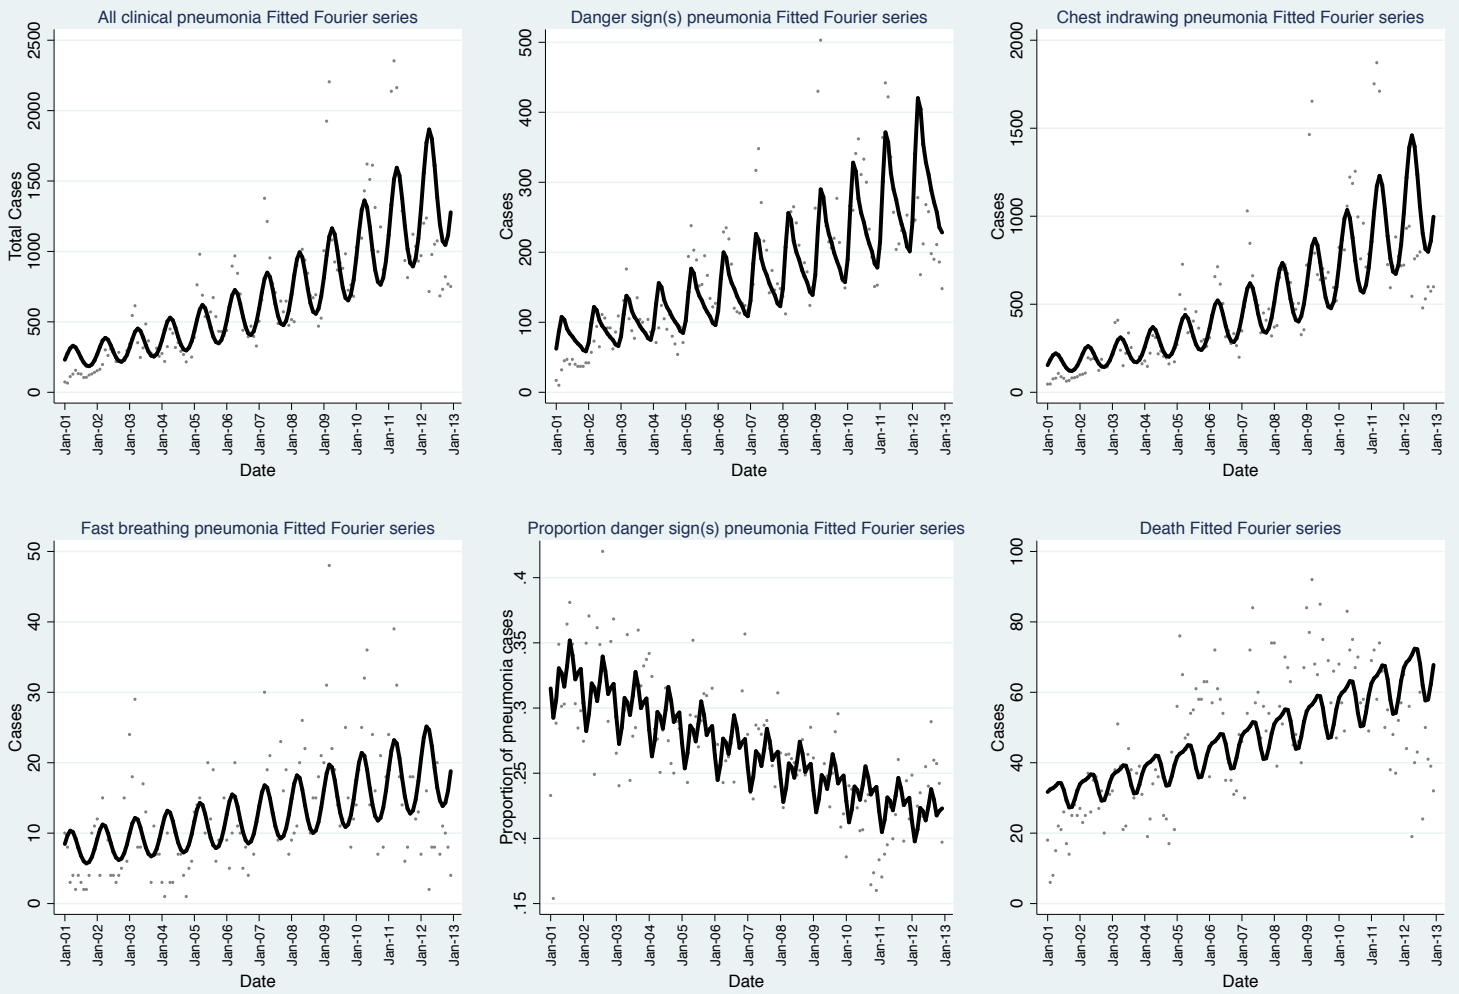 All clinical pneumonia Fitted Fourier series
Total Cases
2500
2000
1500
1000
500
0
Jan-01
Jan-02
Jan-03
Jan-04
Jan-05
Jan-06
Jan-07
Jan-08
Jan-09
Jan-10
Jan-11
Jan-12
Jan-13
Date
Danger sign(s) pneumonia Fitted Fourier series
Cases
500
400
300
200
100
0
Jan-01
Jan-02
Jan-03
Jan-04
Jan-05
Jan-06
Jan-07
Jan-08
Jan-09
Jan-10
Jan-11
Jan-12
Jan-13
Date
Chest indrawing pneumonia Fitted Fourier series
Cases
2000
1500
1000
500
0
Jan-01
Jan-02
Jan-03
Jan-04
Jan-05
Jan-06
Jan-07
Jan-08
Jan-09
Jan-10
Jan-11
Jan-12
Jan-13
Date
Fast breathing pneumonia Fitted Fourier series
Cases
50
40
30
20
10
0
Jan-01
Jan-02
Jan-03
Jan-04
Jan-05
Jan-06
Jan-07
Jan-08
Jan-09
Jan-10
Jan-11
Jan-12
Jan-13
Date
Proportion danger sign(s) pneumonia Fitted Fourier series
Proportion of pneumonia cases
.4
.35
.3
.25
.2
.15
Jan-01
Jan-02
Jan-03
Jan-04
Jan-05
Jan-06
Jan-07
Jan-08
Jan-09
Jan-10
Jan-11
Jan-12
Jan-13
Date
Death Fitted Fourier series
Cases
100
80
60
40
20
0
Jan-01
Jan-02
Jan-03
Jan-04
Jan-05
Jan-06
Jan-07
Jan-08
Jan-09
Jan-10
Jan-11
Jan-12
Jan-13
Date